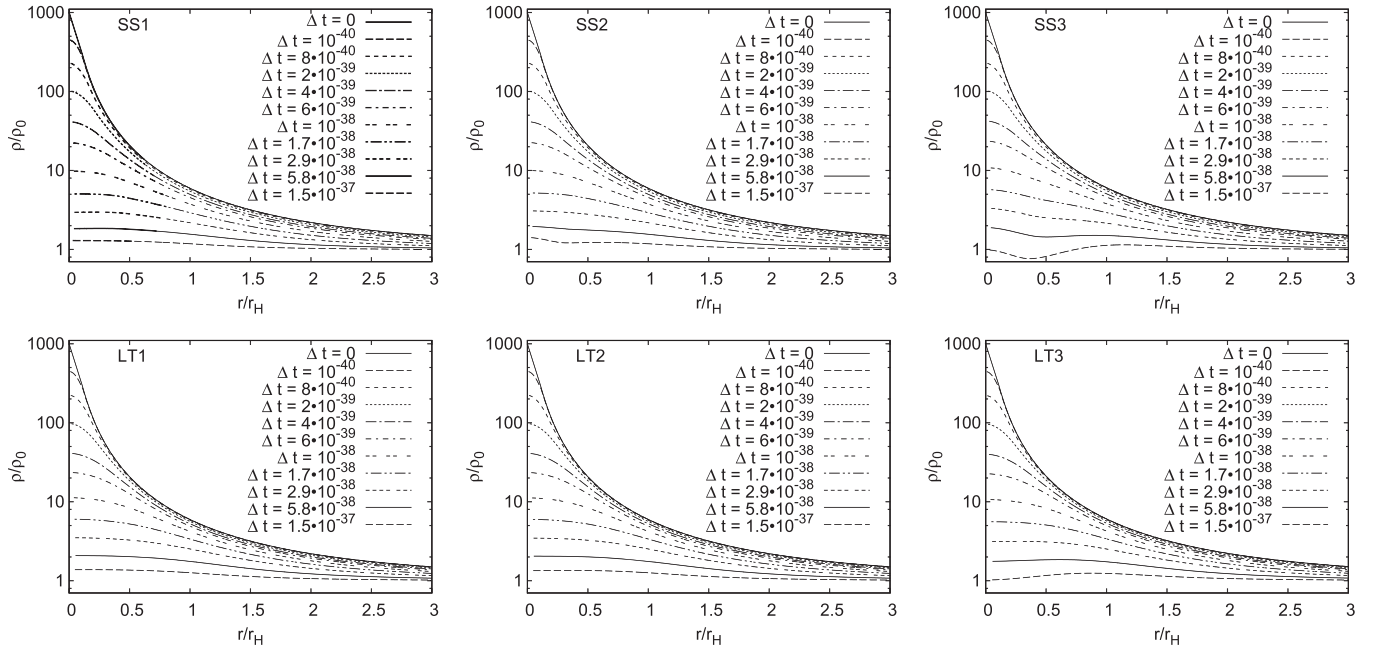 SS1
1000
100
10
1
ρ/ρ0
Δ t = 0
Δ t = 10-40
Δ t = 8•10-40
Δ t = 2•10-39
Δ t = 4•10-39
Δ t = 6•10-39
Δ t = 10-38
Δ t = 1.7•10-38
Δ t = 2.9•10-38
Δ t = 5.8•10-38
Δ t = 1.5•10-37
0 0.5 1 1.5 2 2.5 3
r/rH
SS2
1000
100
10
1
ρ/ρ0
Δ t = 0
Δ t = 10-40
Δ t = 8•10-40
Δ t = 2•10-39
Δ t = 4•10-39
Δ t = 6•10-39
Δ t = 10-38
Δ t = 1.7•10-38
Δ t = 2.9•10-38
Δ t = 5.8•10-38
Δ t = 1.5•10-37
0 0.5 1 1.5 2 2.5 3
r/rH
SS3
1000
100
10
1
ρ/ρ0
Δ t = 0
Δ t = 10-40
Δ t = 8•10-40
Δ t = 2•10-39
Δ t = 4•10-39
Δ t = 6•10-39
Δ t = 10-38
Δ t = 1.7•10-38
Δ t = 2.9•10-38
Δ t = 5.8•10-38
Δ t = 1.5•10-37
0 0.5 1 1.5 2 2.5 3
r/rH
LT1
1000
100
10
1
ρ/ρ0
Δ t = 0
Δ t = 10-40
Δ t = 8•10-40
Δ t = 2•10-39
Δ t = 4•10-39
Δ t = 6•10-39
Δ t = 10-38
Δ t = 1.7•10-38
Δ t = 2.9•10-38
Δ t = 5.8•10-38
Δ t = 1.5•10-37
0 0.5 1 1.5 2 2.5 3
r/rH
LT2
1000
100
10
1
ρ/ρ0
Δ t = 0
Δ t = 10-40
Δ t = 8•10-40
Δ t = 2•10-39
Δ t = 4•10-39
Δ t = 6•10-39
Δ t = 10-38
Δ t = 1.7•10-38
Δ t = 2.9•10-38
Δ t = 5.8•10-38
Δ t = 1.5•10-37
0 0.5 1 1.5 2 2.5 3
r/rH
LT3
1000
100
10
1
ρ/ρ0
Δ t = 0
Δ t = 10-40
Δ t = 8•10-40
Δ t = 2•10-39
Δ t = 4•10-39
Δ t = 6•10-39
Δ t = 10-38
Δ t = 1.7•10-38
Δ t = 2.9•10-38
Δ t = 5.8•10-38
Δ t = 1.5•10-37
0 0.5 1 1.5 2 2.5 3
r/rH